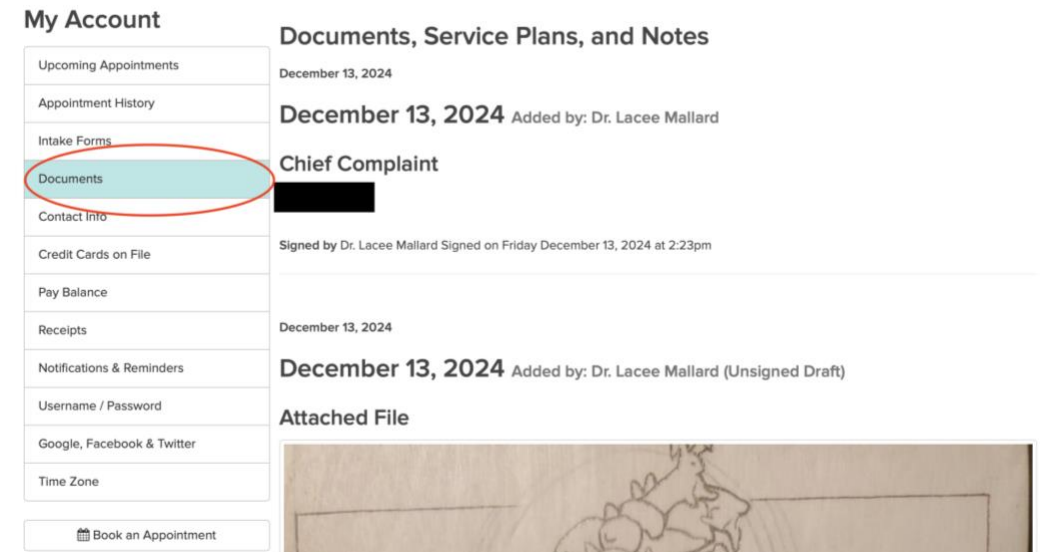 My Account
Upcoming Appointments
Appointment History
Intake Forms
Documents
Contact Info
Credit Cards on File
Pay Balance
Receipts
Notifications & Reminders
Username / Password
Google, Facebook & Twitter
Time Zone
Book an Appointment
Documents, Service Plans, and Notes
December 13, 2024
December 13, 2024 Added by: Dr. Lacee Mallard
Chief Complaint
Signed by Dr. Lacee Mallard Signed on Friday December 13, 2024 at 2:23pm
December 13, 2024
December 13, 2024 Added by: Dr. Lacee Mallard (Unsigned Draft)
Attached File